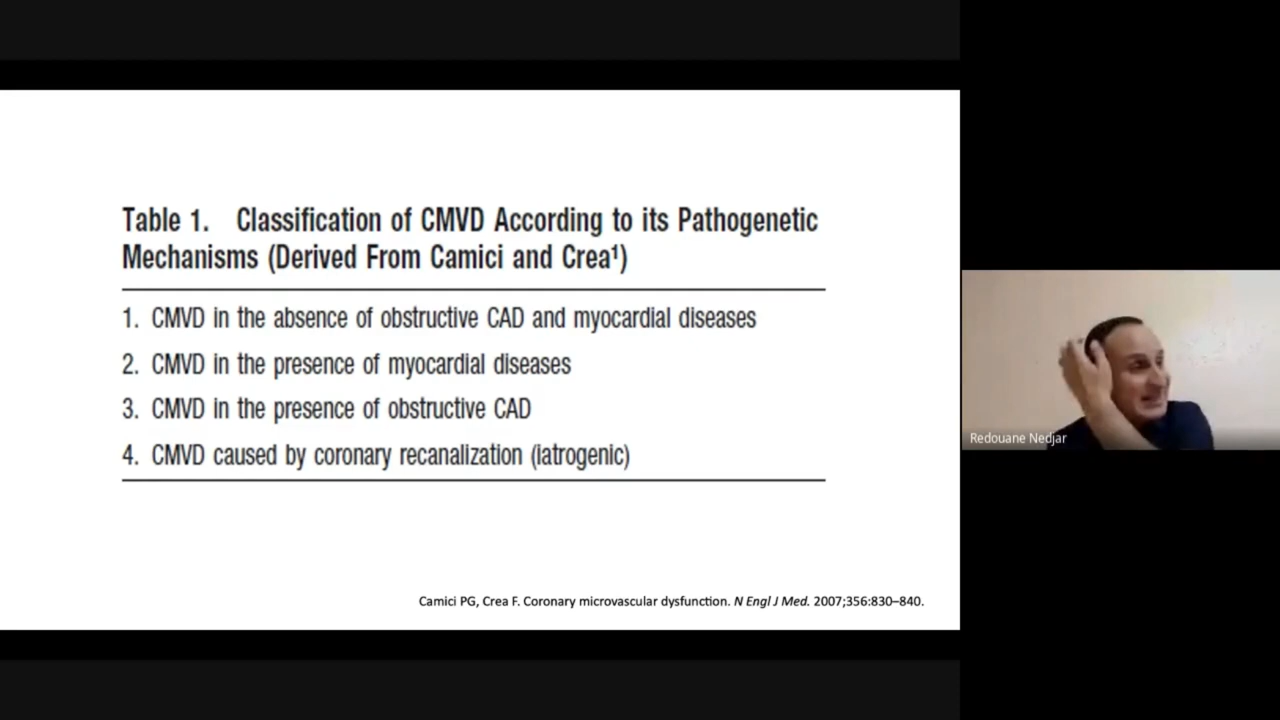 Table 1. Classification of CMVD According to its Pathogenetic
Mechanisms (Derived From Camici and Crea¹)
1. CMVD in the absence of obstructive CAD and myocardial diseases
2. CMVD in the presence of myocardial diseases
3. CMVD in the presence of obstructive CAD
4. CMVD caused by coronary recanalization (iatrogenic)
Camici PG, Crea F. Coronary microvascular dysfunction. N Engl J Med. 2007;356:830–840.
Redouane Nedjar